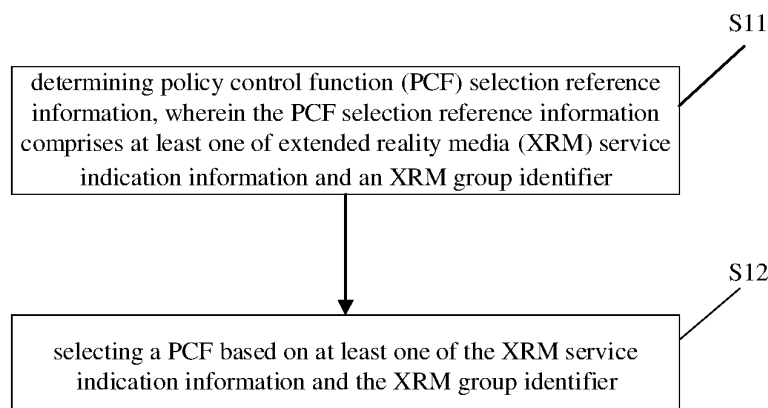 S11
determining policy control function (PCF) selection reference
information, wherein the PCF selection reference information
comprises at least one of extended reality media (XRM) service
indication information and an XRM group identifier
S12
selecting a PCF based on at least one of the XRM service
indication information and the XRM group identifier